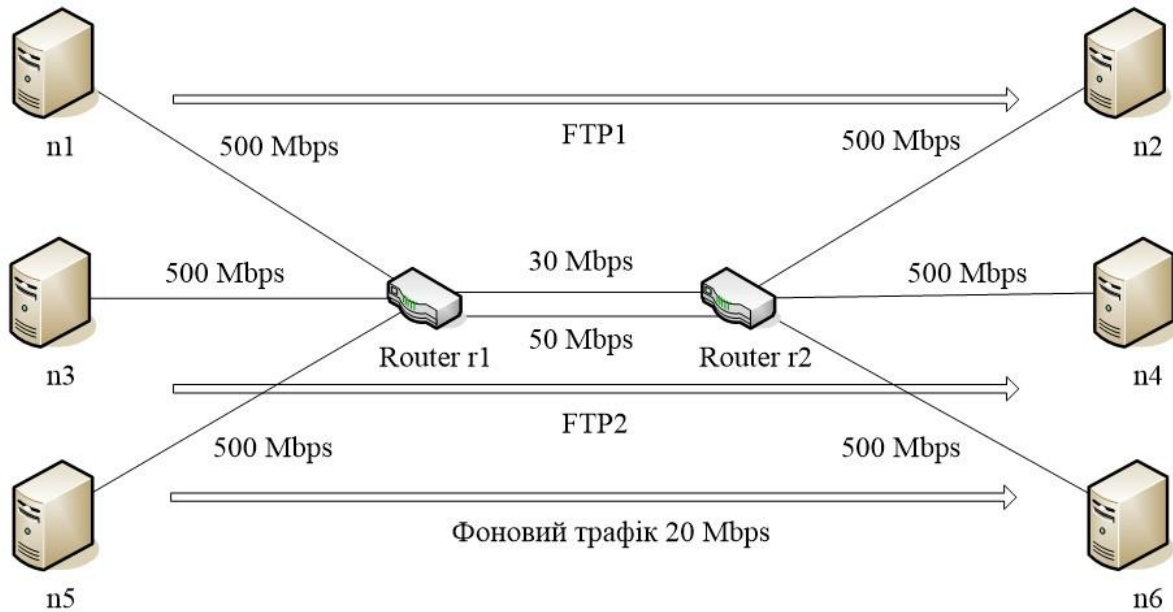 FTP1
n1
500 Mbps
500 Mbps
n2
500 Mbps
30 Mbps
500 Mbps
50 Mbps
Router r1
Router r2
n3
n4
FTP2
500 Mbps
500 Mbps
Фоновий трафік 20 Mbps
n5
n6